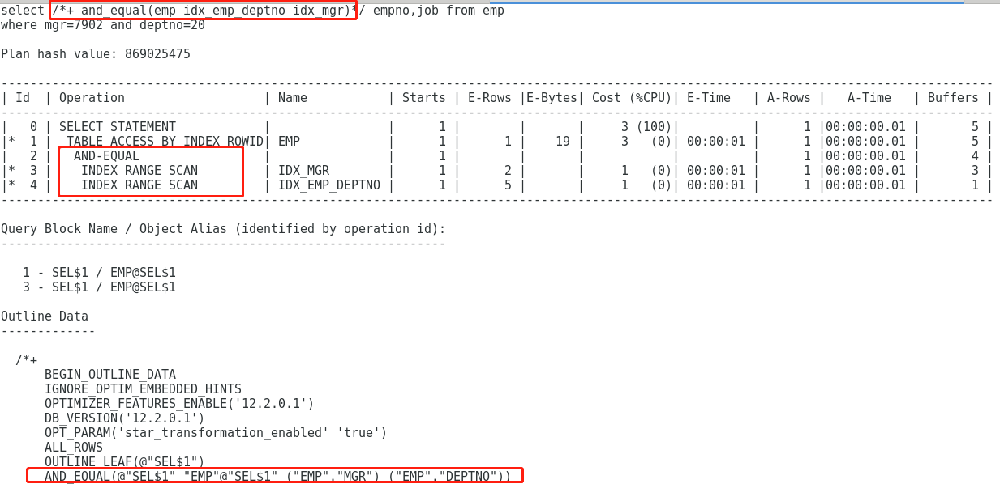 select /*+ and_equal(emp idx_emp_deptno idx_mgr)*/ empno,job from emp
where mgr=7902 and deptno=20
Plan hash value: 869025475
----------------------------------------------------------------------------------------------------------------------------------------
| Id  | Operation                   | Name           | Starts | E-Rows |E-Bytes| Cost (%CPU)| E-Time   | A-Rows |   A-Time   | Buffers |
----------------------------------------------------------------------------------------------------------------------------------------
|   0 | SELECT STATEMENT            |                |      1 |        |       |     3 (100)|          |      1 |00:00:00.01 |       5 |
|*  1 |  TABLE ACCESS BY INDEX ROWID| EMP            |      1 |      1 |    19 |     3   (0)| 00:00:01 |      1 |00:00:00.01 |       5 |
|   2 |   AND-EQUAL                 |                |      1 |        |       |            |          |      1 |00:00:00.01 |       4 |
|*  3 |    INDEX RANGE SCAN         | IDX_MGR        |      1 |      2 |       |     1   (0)| 00:00:01 |      1 |00:00:00.01 |       3 |
|*  4 |    INDEX RANGE SCAN         | IDX_EMP_DEPTNO |      1 |      5 |       |     1   (0)| 00:00:01 |      1 |00:00:00.01 |       1 |
----------------------------------------------------------------------------------------------------------------------------------------
Query Block Name / Object Alias (identified by operation id):
-------------------------------------------------------------
   1 - SEL$1 / EMP@SEL$1
   3 - SEL$1 / EMP@SEL$1
Outline Data
-------------
  /*+
      BEGIN_OUTLINE_DATA
      IGNORE_OPTIM_EMBEDDED_HINTS
      OPTIMIZER_FEATURES_ENABLE('12.2.0.1')
      DB_VERSION('12.2.0.1')
      OPT_PARAM('star_transformation_enabled' 'true')
      ALL_ROWS
      OUTLINE_LEAF(@"SEL$1")
      AND_EQUAL(@"SEL$1" "EMP"@"SEL$1" ("EMP"."MGR") ("EMP"."DEPTNO"))